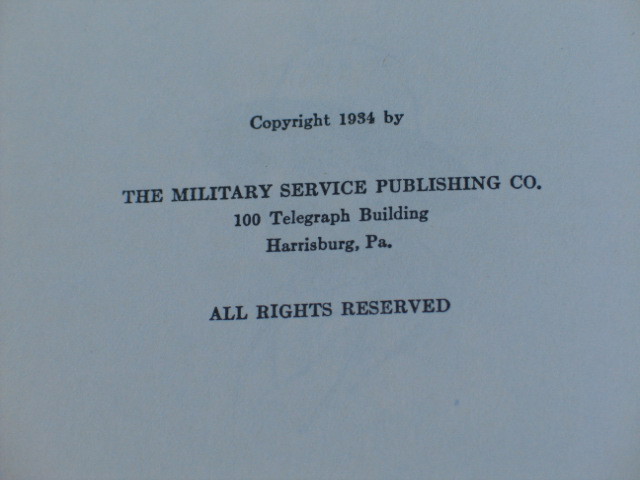 Copyright 1934 by
THE MILITARY SERVICE PUBLISHING CO.
100 Telegraph Building
Harrisburg, Pa.
ALL RIGHTS RESERVED